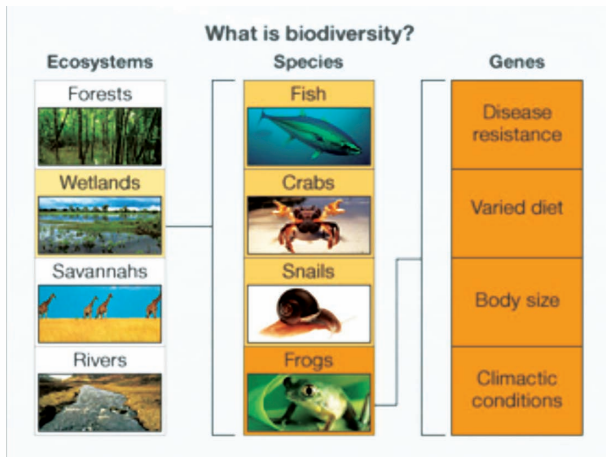 What is biodiversity?
Ecosystems
Species
Genes
Forests
Wetlands
Savannahs
Rivers
Fish
Crabs
Snails
Frogs
Disease
resistance
Varied diet
Body size
Climactic
conditions